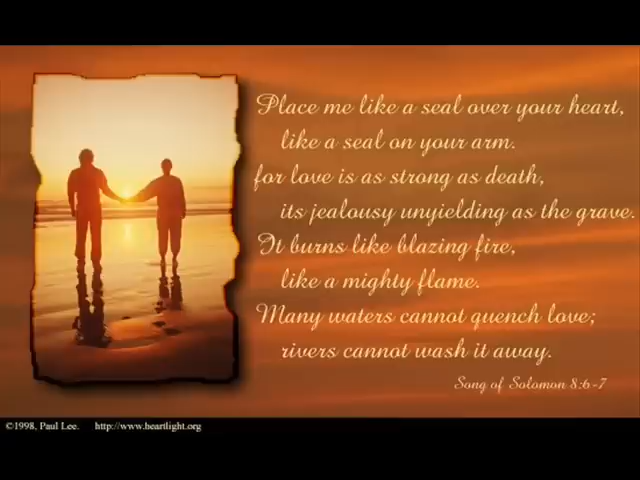 Place me like a seal over your heart,
like a seal on your arm.
for love is as strong as death,
its jealousy unyielding as the grave.
It burns like blazing fire,
like a mighty flame.
Many waters cannot quench love;
rivers cannot wash it away.
Song of Solomon 8:6-7
©1998, Paul Lee. http://www.heartlight.org